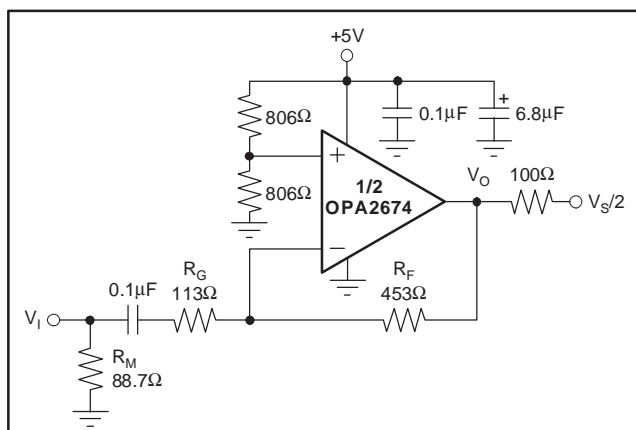 +5V
806Ω
0.1µF
+
6.8µF
806Ω
+
1/2
OPA2674
−
V_O
100Ω
V_S/2
R_G
113Ω
R_F
453Ω
0.1µF
V_I
R_M
88.7Ω